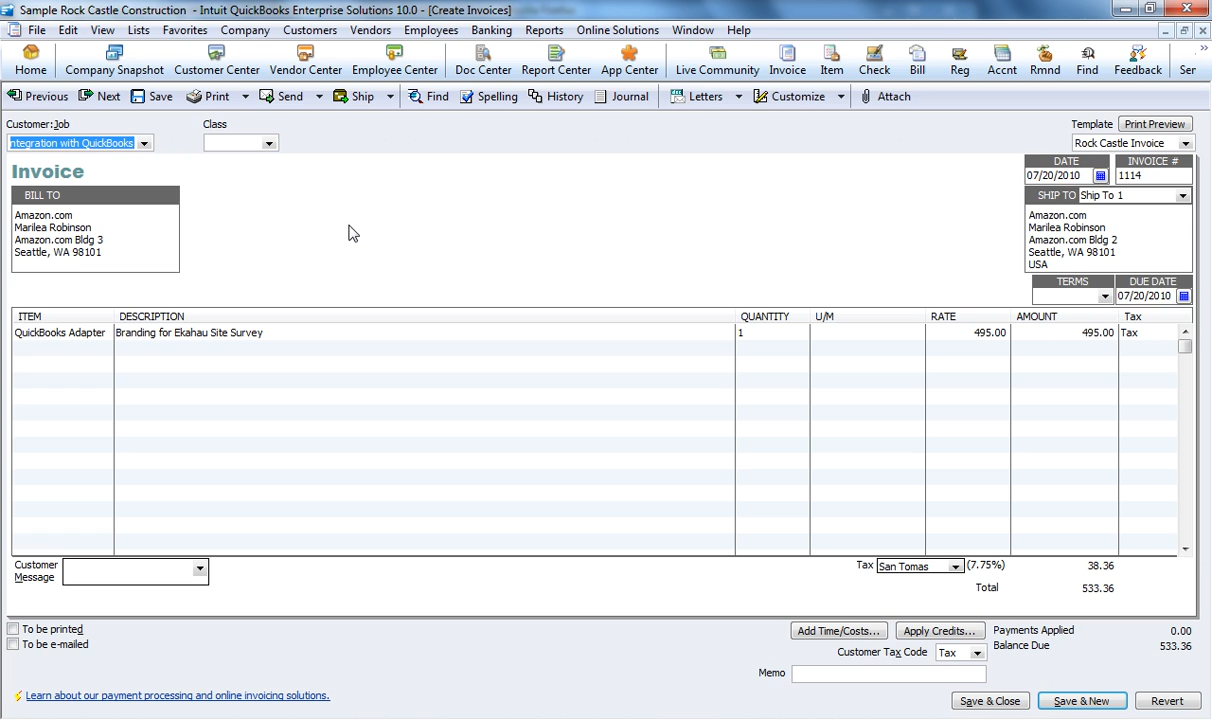 Sample Rock Castle Construction - Intuit QuickBooks Enterprise Solutions 10.0 - [Create Invoices]
File Edit View Lists Favorites Company Customers Vendors Employees Banking Reports Online Solutions Window Help
Home Company Snapshot Customer Center Vendor Center Employee Center Doc Center Report Center App Center Live Community Invoice Item Check Bill Reg Accnt Rmnd Find Feedback Ser
Previous Next Save Print Send Ship Find Spelling History Journal Letters Customize Attach
Customer:Job Class Template Print Preview
ntegration with QuickBooks Rock Castle Invoice
Invoice
DATE INVOICE #
07/20/2010 1114
BILL TO
Amazon.com
Marilea Robinson
Amazon.com Bldg 3
Seattle, WA 98101
SHIP TO Ship To 1
Amazon.com
Marilea Robinson
Amazon.com Bldg 2
Seattle, WA 98101
USA
TERMS DUE DATE
07/20/2010
ITEM DESCRIPTION QUANTITY U/M RATE AMOUNT Tax
QuickBooks Adapter Branding for Ekahau Site Survey 1 495.00 495.00 Tax
Customer Message
Tax San Tomas (7.75%) 38.36
Total 533.36
To be printed
To be e-mailed
Add Time/Costs... Apply Credits... Payments Applied 0.00
Customer Tax Code Tax Balance Due 533.36
Memo
Learn about our payment processing and online invoicing solutions.
Save & Close Save & New Revert